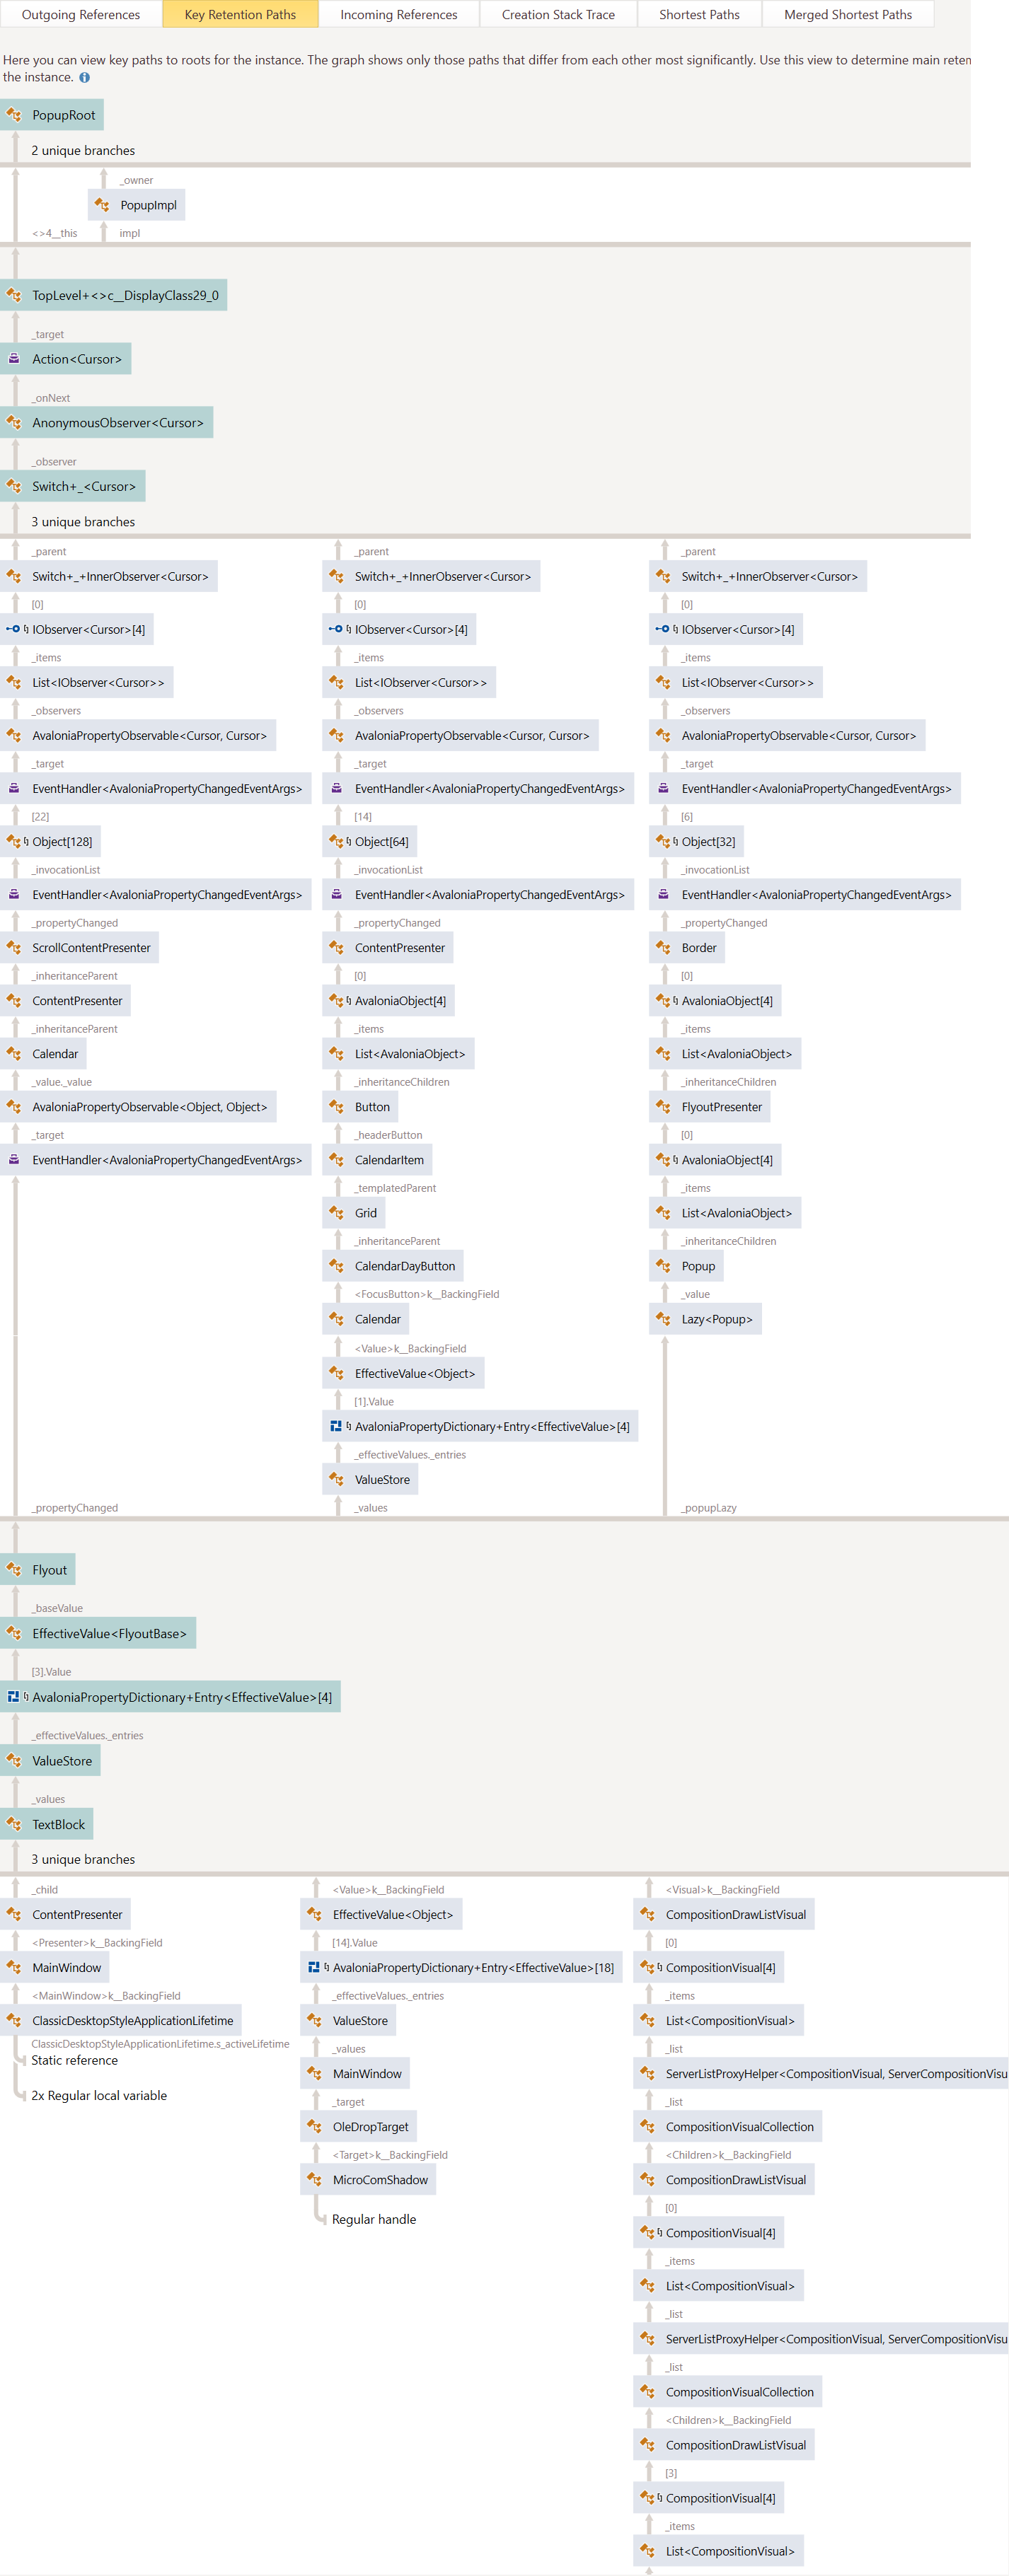 Outgoing References
Key Retention Paths
Incoming References
Creation Stack Trace
Shortest Paths
Merged Shortest Paths
Here you can view key paths to roots for the instance. The graph shows only those paths that differ from each other most significantly. Use this view to determine main reten
the instance.
PopupRoot
2 unique branches
_owner
PopupImpl
<>4__this
impl
TopLevel+<>c__DisplayClass29_0
_target
Action<Cursor>
_onNext
AnonymousObserver<Cursor>
_observer
Switch+_<Cursor>
3 unique branches
_parent
_parent
_parent
Switch+_+InnerObserver<Cursor>
Switch+_+InnerObserver<Cursor>
Switch+_+InnerObserver<Cursor>
[0]
[0]
[0]
IObserver<Cursor>[4]
IObserver<Cursor>[4]
IObserver<Cursor>[4]
_items
_items
_items
List<IObserver<Cursor>>
List<IObserver<Cursor>>
List<IObserver<Cursor>>
_observers
_observers
_observers
AvaloniaPropertyObservable<Cursor, Cursor>
AvaloniaPropertyObservable<Cursor, Cursor>
AvaloniaPropertyObservable<Cursor, Cursor>
_target
_target
_target
EventHandler<AvaloniaPropertyChangedEventArgs>
EventHandler<AvaloniaPropertyChangedEventArgs>
EventHandler<AvaloniaPropertyChangedEventArgs>
[22]
[14]
[6]
Object[128]
Object[64]
Object[32]
_invocationList
_invocationList
_invocationList
EventHandler<AvaloniaPropertyChangedEventArgs>
EventHandler<AvaloniaPropertyChangedEventArgs>
EventHandler<AvaloniaPropertyChangedEventArgs>
_propertyChanged
_propertyChanged
_propertyChanged
ScrollContentPresenter
ContentPresenter
Border
_inheritanceParent
[0]
[0]
ContentPresenter
AvaloniaObject[4]
AvaloniaObject[4]
_inheritanceParent
_items
_items
Calendar
List<AvaloniaObject>
List<AvaloniaObject>
_value._value
_inheritanceChildren
_inheritanceChildren
AvaloniaPropertyObservable<Object, Object>
Button
FlyoutPresenter
_target
_headerButton
[0]
EventHandler<AvaloniaPropertyChangedEventArgs>
CalendarItem
AvaloniaObject[4]
_templatedParent
_items
Grid
List<AvaloniaObject>
_inheritanceParent
_inheritanceChildren
CalendarDayButton
Popup
<FocusButton>k__BackingField
_value
Calendar
Lazy<Popup>
<Value>k__BackingField
EffectiveValue<Object>
[1].Value
AvaloniaPropertyDictionary+Entry<EffectiveValue>[4]
_effectiveValues._entries
ValueStore
_propertyChanged
_values
_popupLazy
Flyout
_baseValue
EffectiveValue<FlyoutBase>
[3].Value
AvaloniaPropertyDictionary+Entry<EffectiveValue>[4]
_effectiveValues._entries
ValueStore
_values
TextBlock
3 unique branches
_child
<Value>k__BackingField
<Visual>k__BackingField
ContentPresenter
EffectiveValue<Object>
CompositionDrawListVisual
<Presenter>k__BackingField
[14].Value
[0]
MainWindow
AvaloniaPropertyDictionary+Entry<EffectiveValue>[18]
CompositionVisual[4]
<MainWindow>k__BackingField
_effectiveValues._entries
_items
ClassicDesktopStyleApplicationLifetime
ValueStore
List<CompositionVisual>
ClassicDesktopStyleApplicationLifetime.s_activeLifetime
_values
_list
Static reference
MainWindow
ServerListProxyHelper<CompositionVisual, ServerCompositionVisu
2x Regular local variable
_target
_list
OleDropTarget
CompositionVisualCollection
<Target>k__BackingField
<Children>k__BackingField
MicroComShadow
CompositionDrawListVisual
[0]
Regular handle
CompositionVisual[4]
_items
List<CompositionVisual>
_list
ServerListProxyHelper<CompositionVisual, ServerCompositionVisu
_list
CompositionVisualCollection
<Children>k__BackingField
CompositionDrawListVisual
[3]
CompositionVisual[4]
_items
List<CompositionVisual>